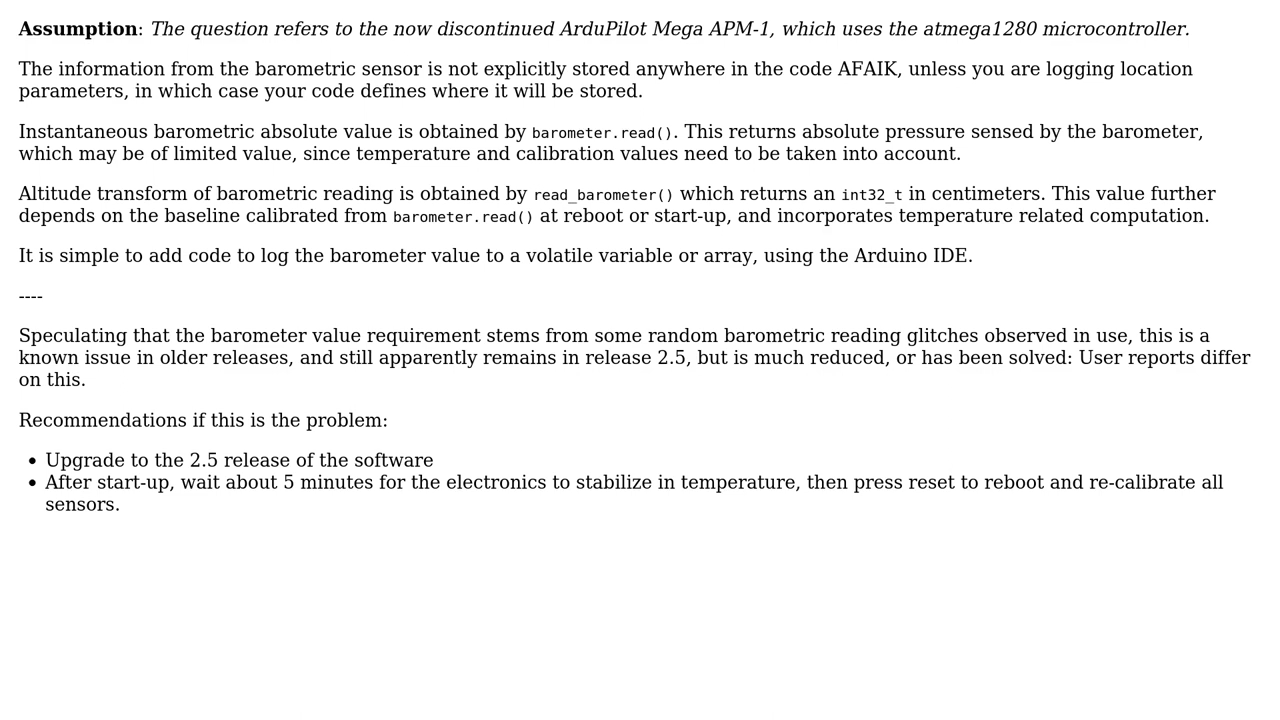 Assumption: The question refers to the now discontinued ArduPilot Mega APM-1, which uses the atmega1280 microcontroller.
The information from the barometric sensor is not explicitly stored anywhere in the code AFAIK, unless you are logging location
parameters, in which case your code defines where it will be stored.
Instantaneous barometric absolute value is obtained by barometer.read(). This returns absolute pressure sensed by the barometer,
which may be of limited value, since temperature and calibration values need to be taken into account.
Altitude transform of barometric reading is obtained by read_barometer() which returns an int32_t in centimeters. This value further
depends on the baseline calibrated from barometer.read() at reboot or start-up, and incorporates temperature related computation.
It is simple to add code to log the barometer value to a volatile variable or array, using the Arduino IDE.
----
Speculating that the barometer value requirement stems from some random barometric reading glitches observed in use, this is a
known issue in older releases, and still apparently remains in release 2.5, but is much reduced, or has been solved: User reports differ
on this.
Recommendations if this is the problem:
• Upgrade to the 2.5 release of the software
• After start-up, wait about 5 minutes for the electronics to stabilize in temperature, then press reset to reboot and re-calibrate all
sensors.